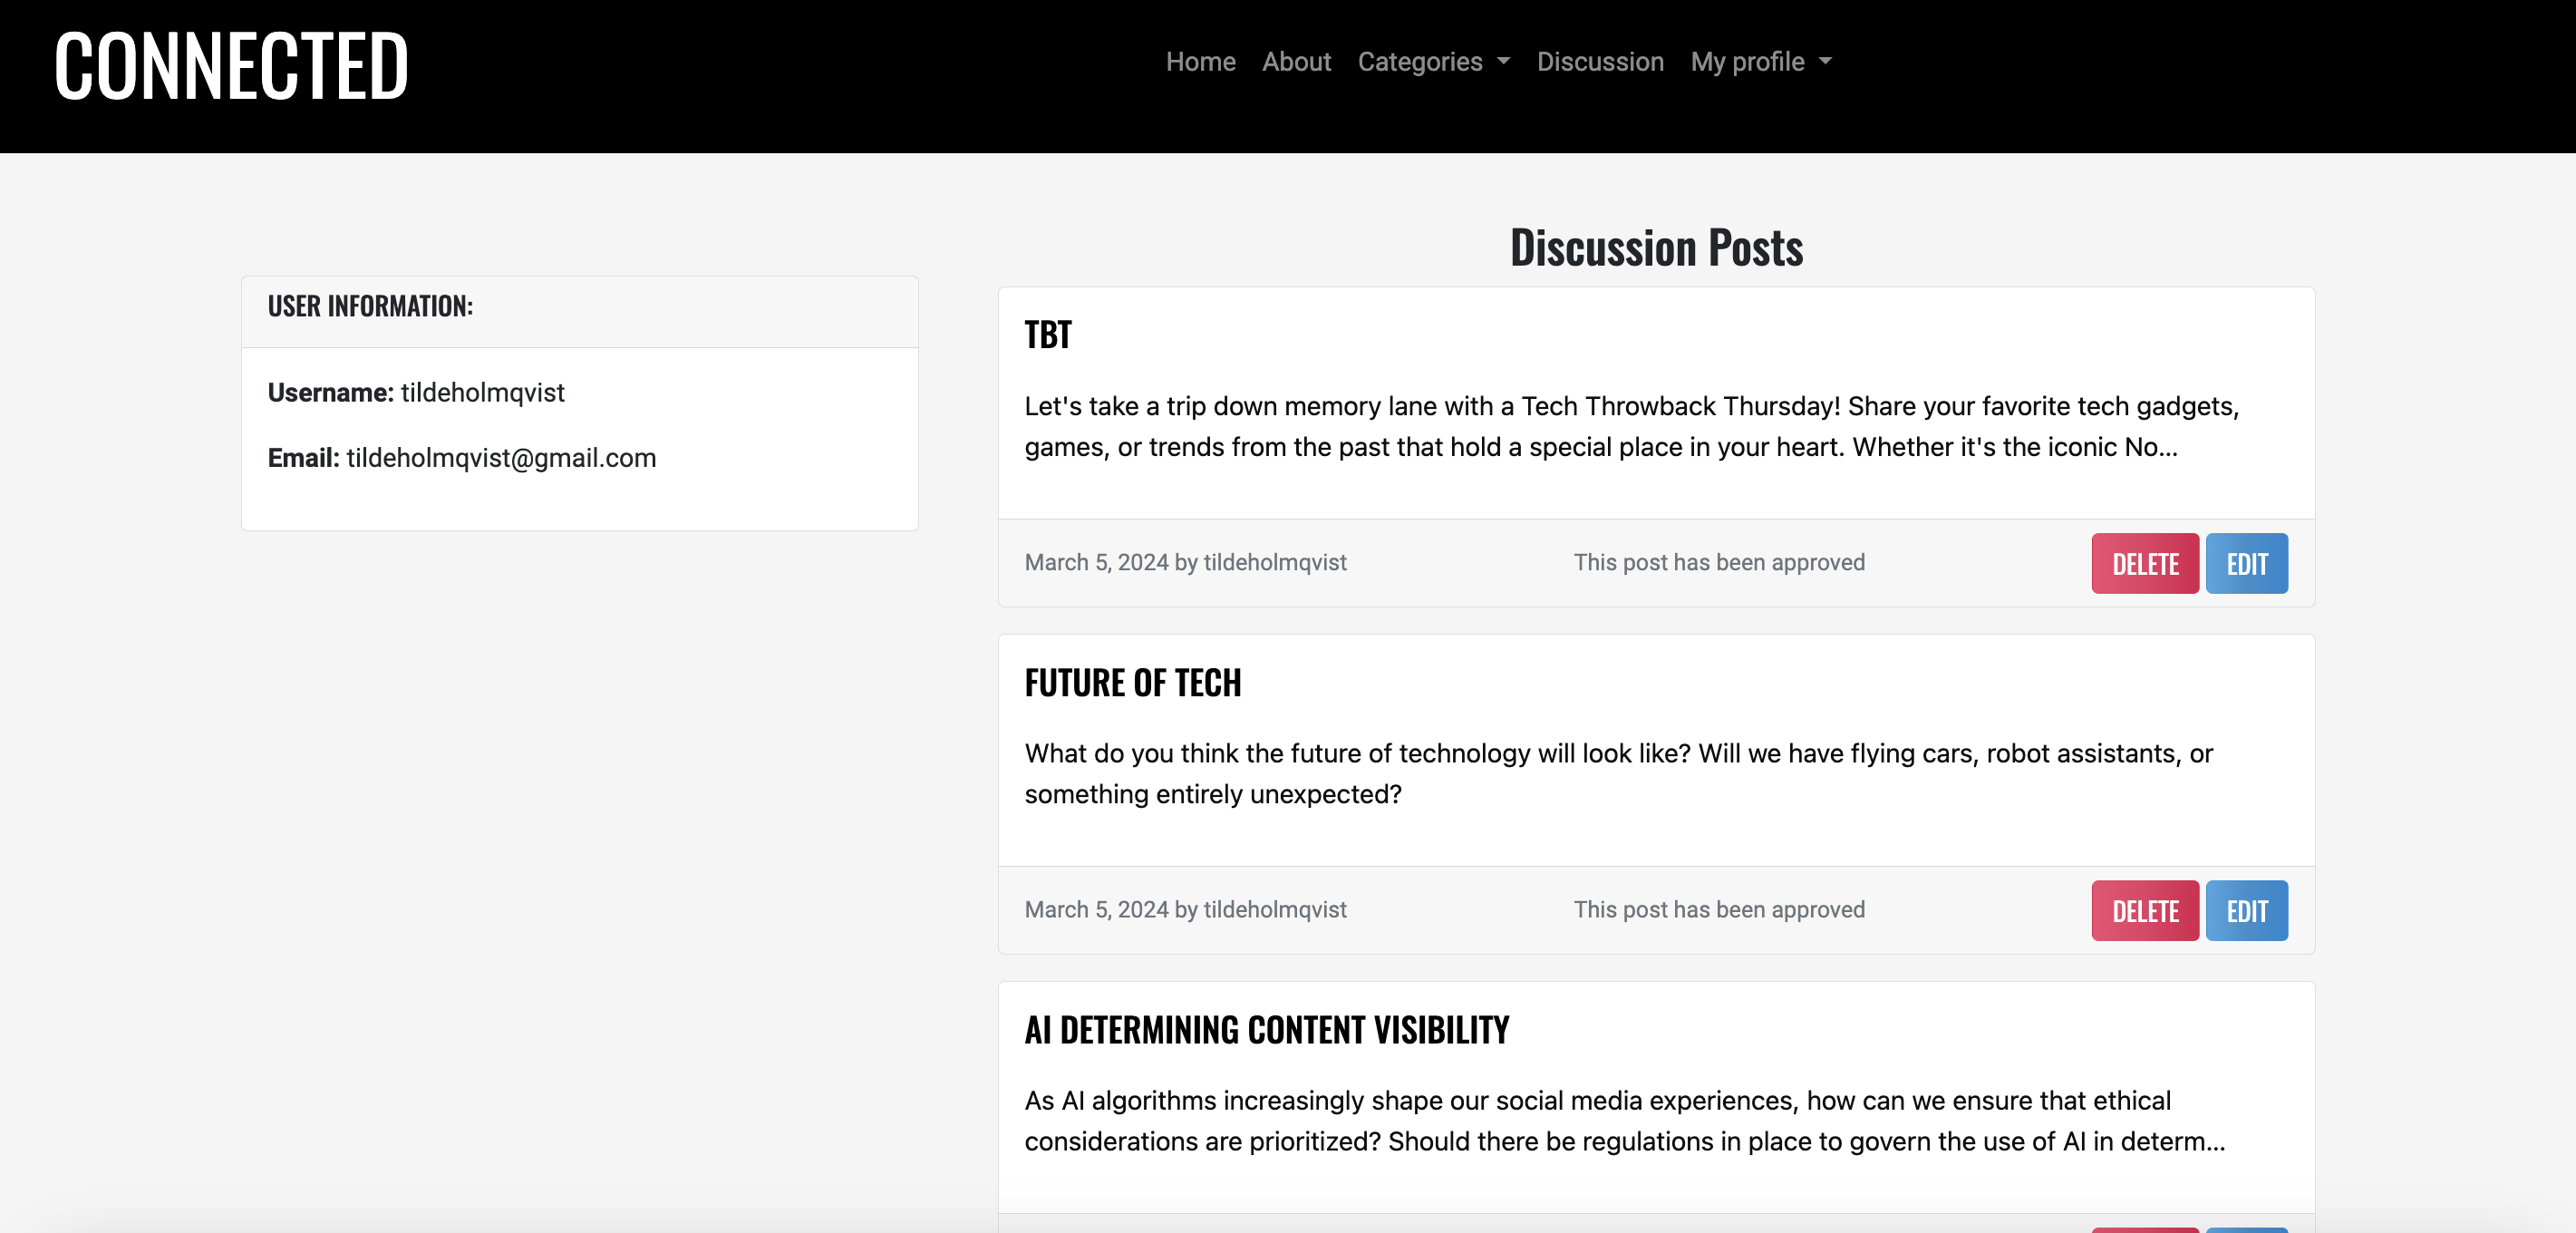 CONNECTED
Home About Categories Discussion My profile
USER INFORMATION:
Username: tildeholmqvist
Email: tildeholmqvist@gmail.com
Discussion Posts
TBT
Let's take a trip down memory lane with a Tech Throwback Thursday! Share your favorite tech gadgets,
games, or trends from the past that hold a special place in your heart. Whether it's the iconic No...
March 5, 2024 by tildeholmqvist This post has been approved DELETE EDIT
FUTURE OF TECH
What do you think the future of technology will look like? Will we have flying cars, robot assistants, or
something entirely unexpected?
March 5, 2024 by tildeholmqvist This post has been approved DELETE EDIT
AI DETERMINING CONTENT VISIBILITY
As AI algorithms increasingly shape our social media experiences, how can we ensure that ethical
considerations are prioritized? Should there be regulations in place to govern the use of AI in determ...